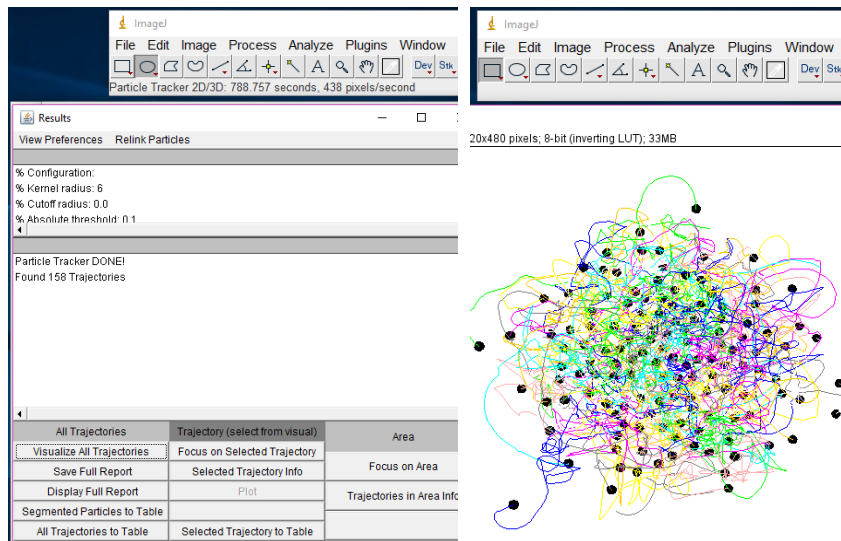 ImageJ
File Edit Image Process Analyze Plugins Window
A Dev Stk
Particle Tracker 2D/3D: 788.757 seconds, 438 pixels/second
Results
View Preferences Relink Particles
% Configuration:
% Kernel radius: 6
% Cutoff radius: 0.0
% Absolute threshold: 0.1
Particle Tracker DONE!
Found 158 Trajectories
All Trajectories Trajectory (select from visual) Area
Visualize All Trajectories Focus on Selected Trajectory
Save Full Report Selected Trajectory Info Focus on Area
Display Full Report Plot Trajectories in Area Info
Segmented Particles to Table
All Trajectories to Table Selected Trajectory to Table
ImageJ
File Edit Image Process Analyze Plugins Window
A Dev Stk
20x480 pixels; 8-bit (inverting LUT); 33MB